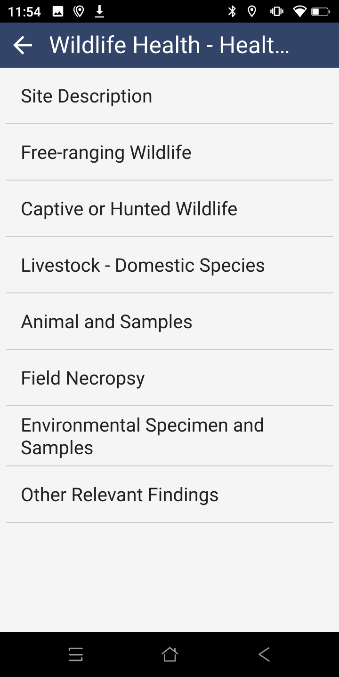 11:54
Wildlife Health - Healt...
Site Description
Free-ranging Wildlife
Captive or Hunted Wildlife
Livestock - Domestic Species
Animal and Samples
Field Necropsy
Environmental Specimen and
Samples
Other Relevant Findings